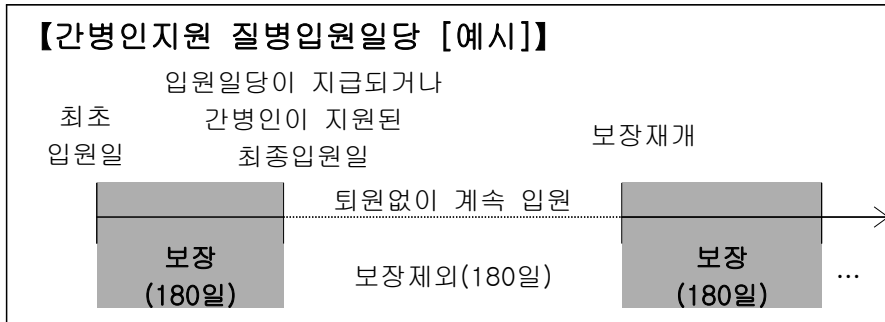 【간병인지원 질병입원일당 [예시]】
입원일당이 지급되거나
최초 간병인이 지원된
입원일 최종입원일
보장재개
퇴원없이 계속 입원
보장
(180일)
보장제외(180일)
보장
(180일)
…